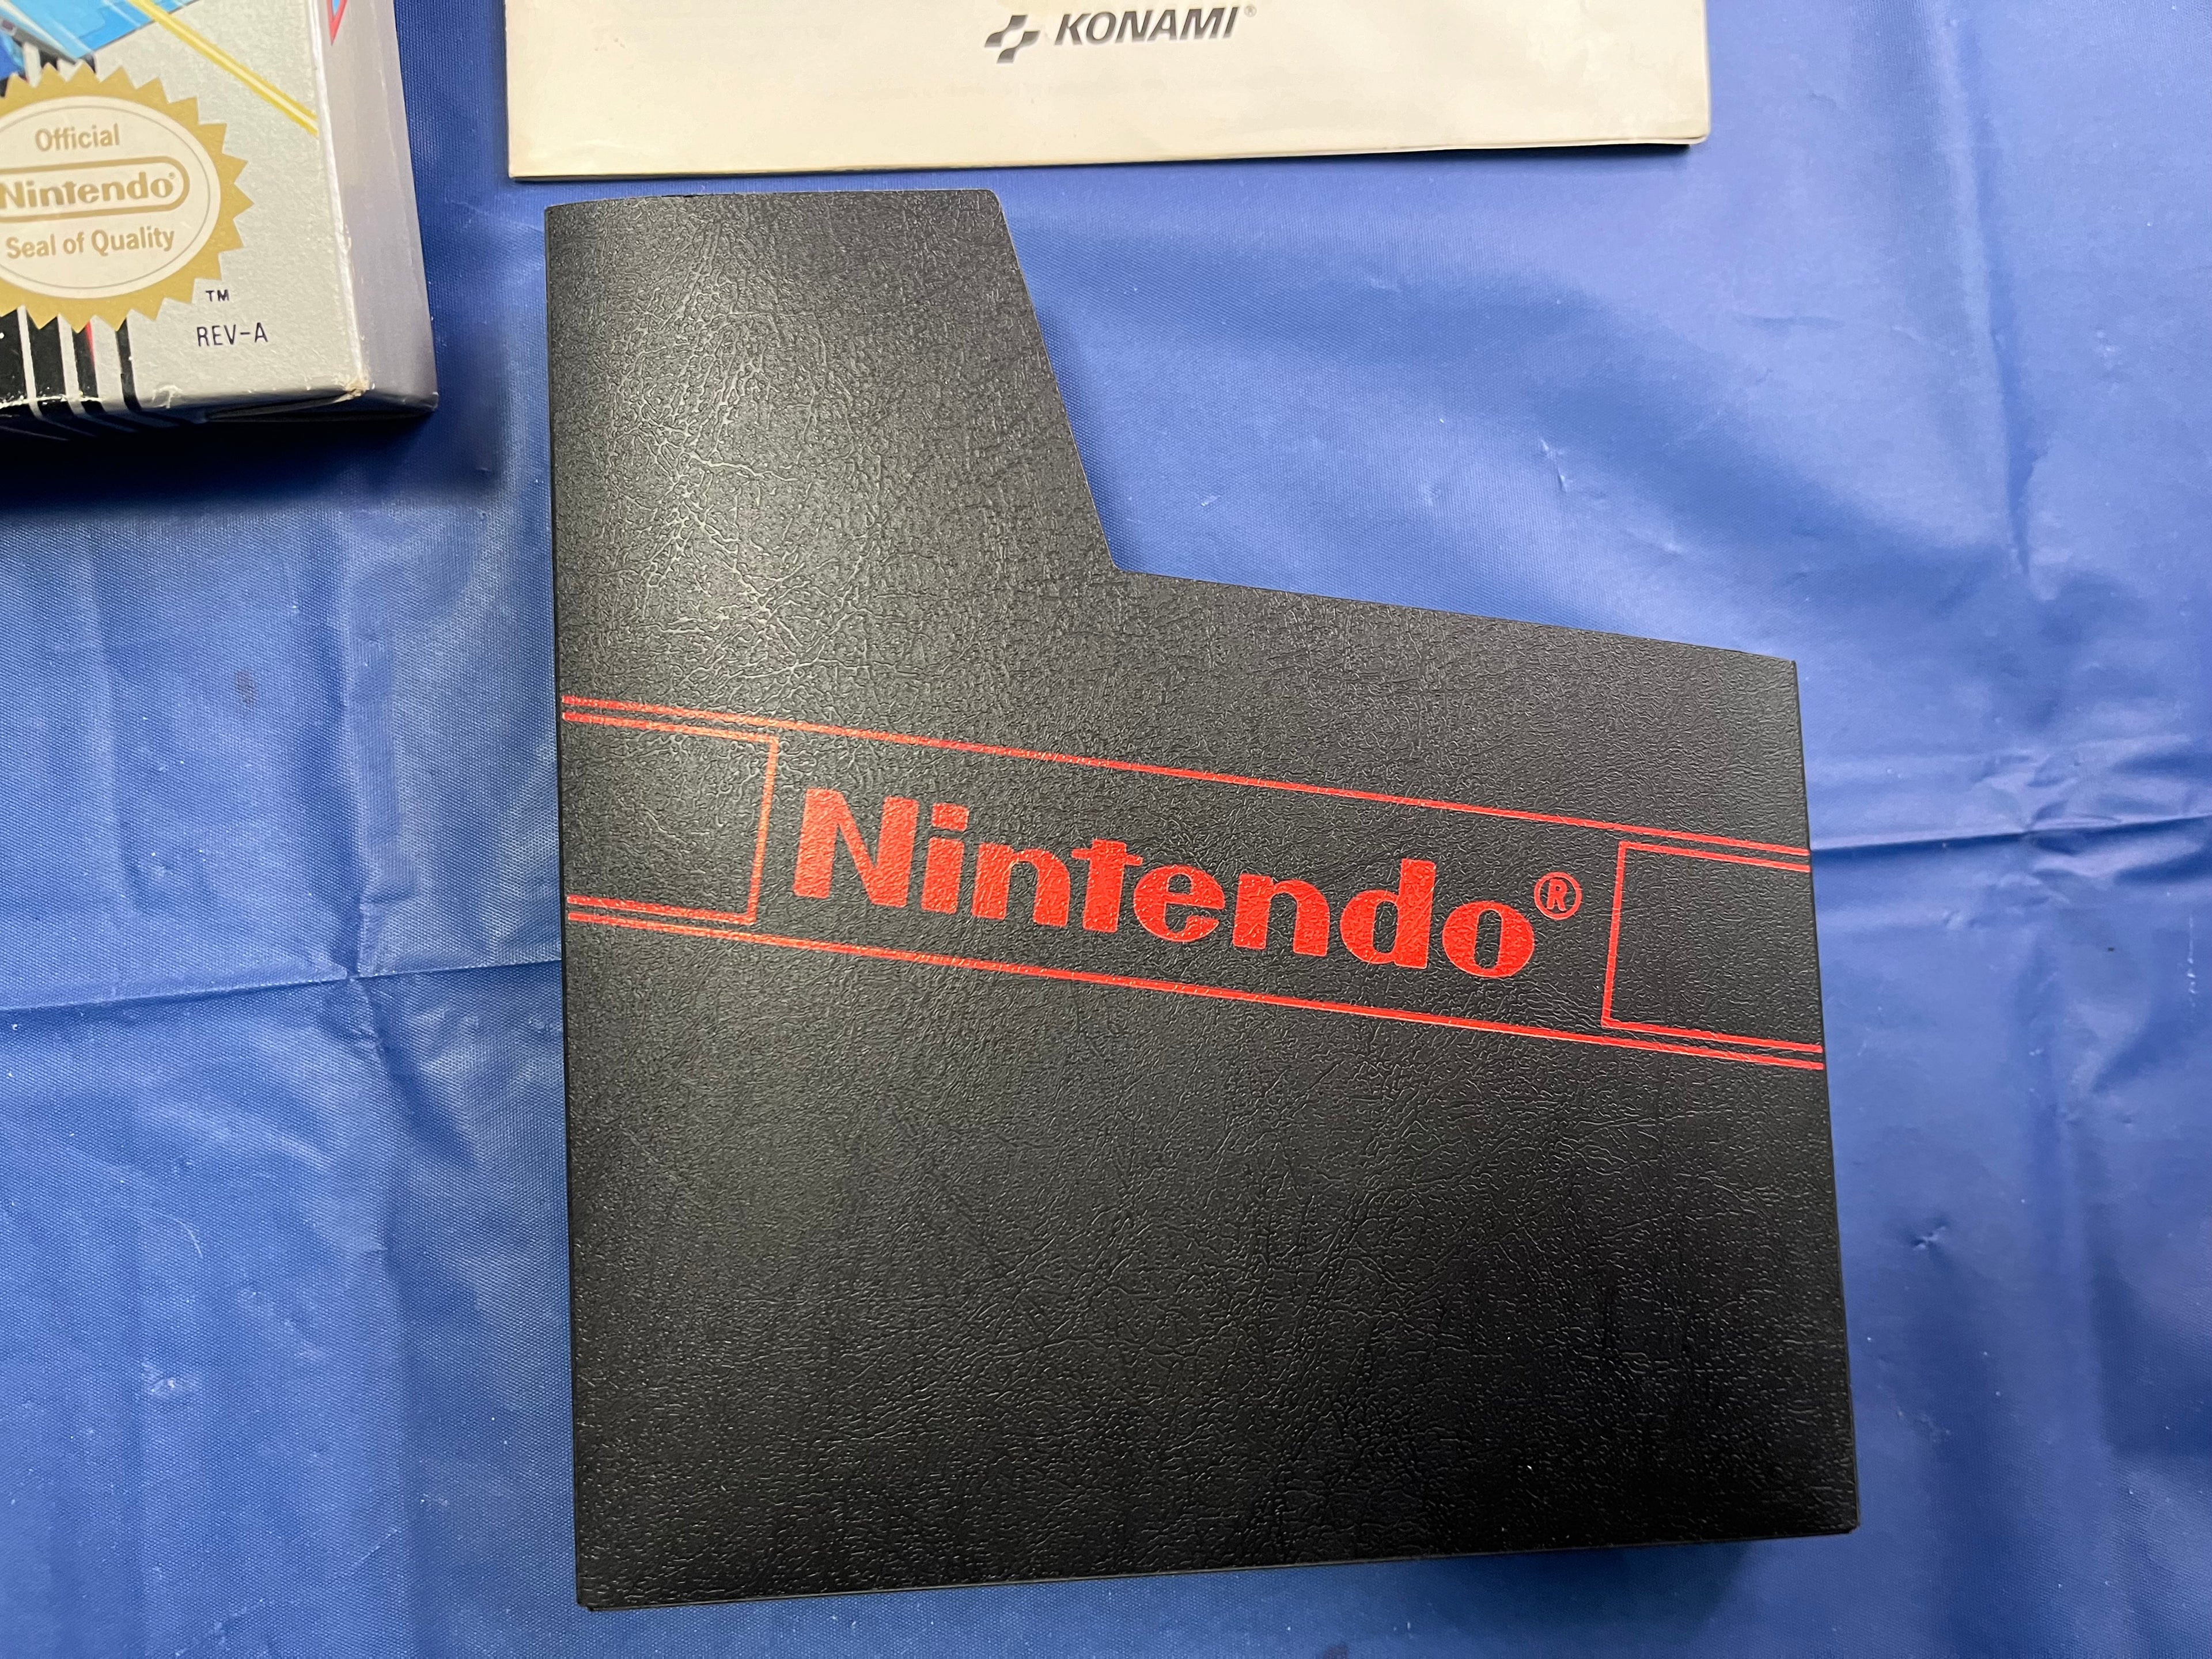 KONAMI®
Official
Nintendo®
Seal of Quality
TM
REV-A
Nintendo®